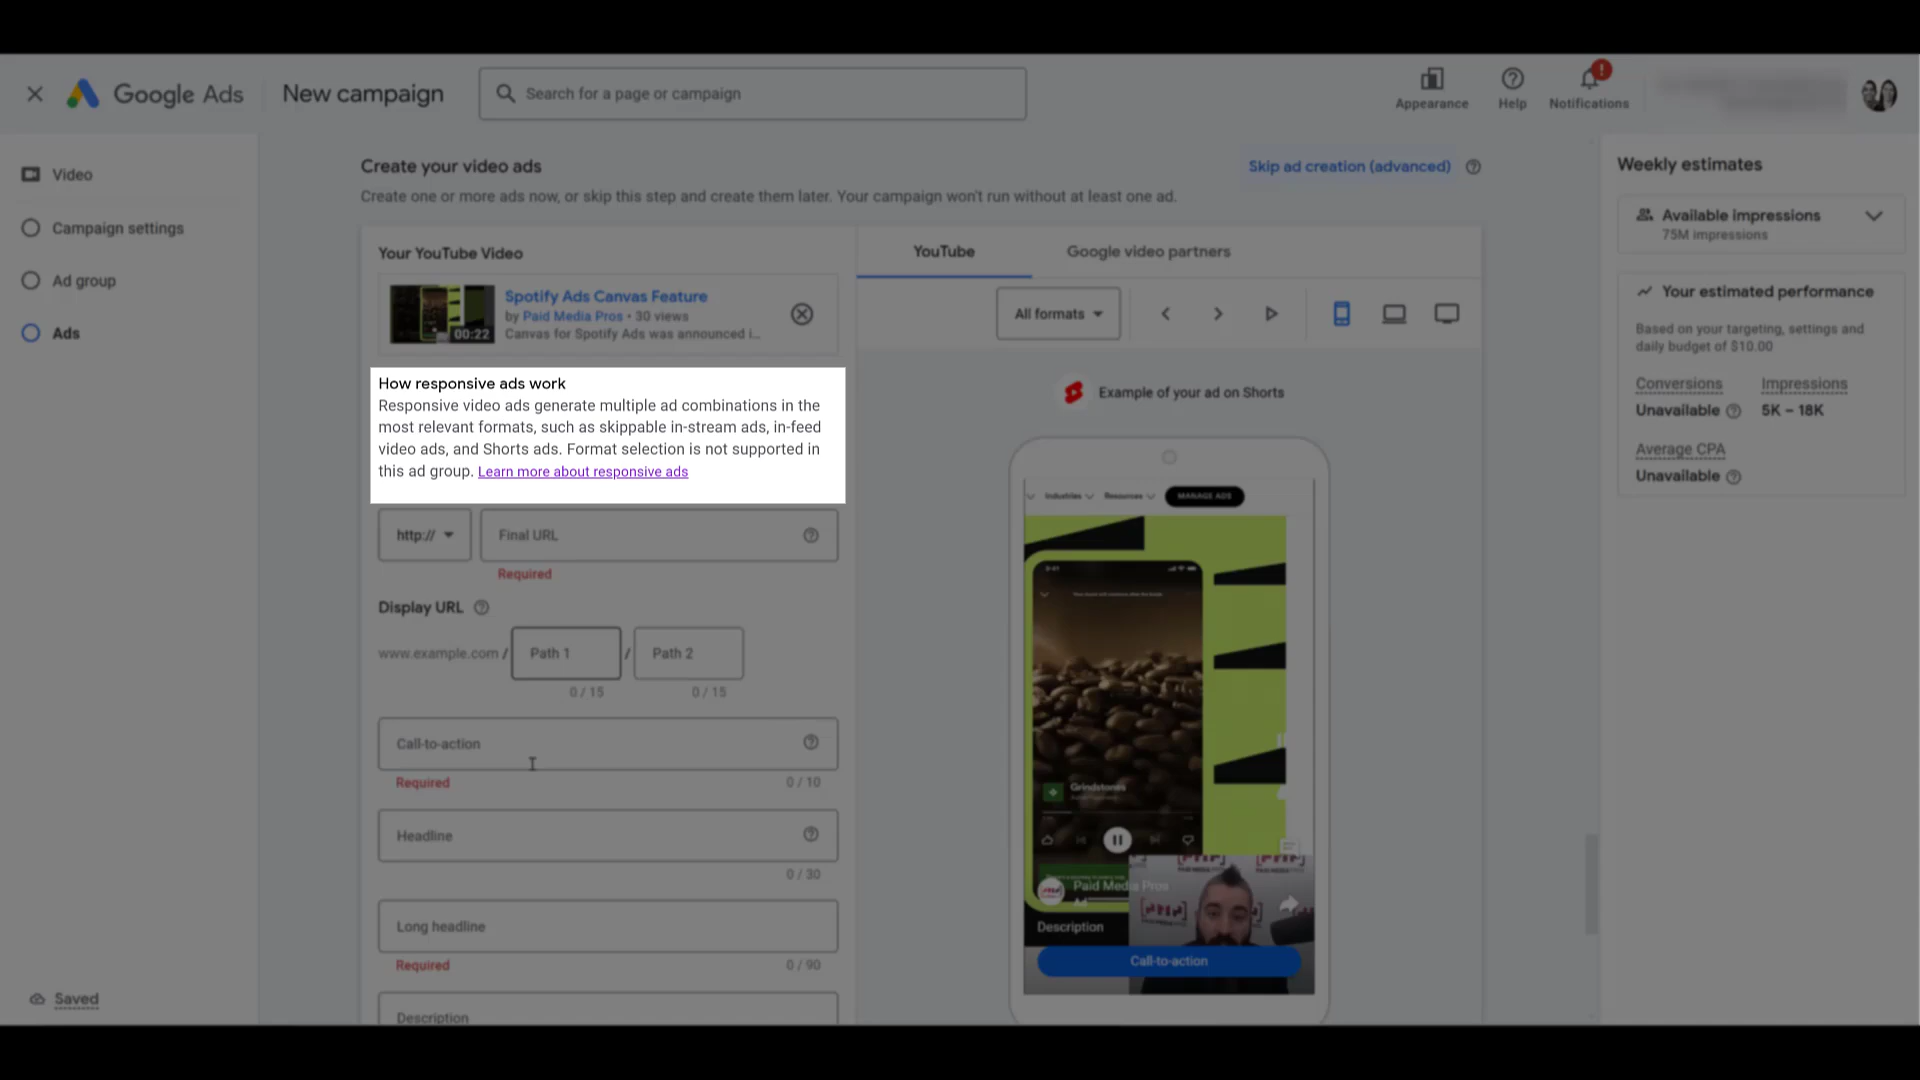 Google Ads
New campaign
Search for a page or campaign
Appearance
Help
!
Notifications
Video
Campaign settings
Ad group
Ads
Saved
Create your video ads
Skip ad creation (advanced)
Create one or more ads now, or skip this step and create them later. Your campaign won't run without at least one ad.
Your YouTube Video
Spotify Ads Canvas Feature
by Paid Media Pros • 30 views
Canvas for Spotify Ads was announced i...
00:22
How responsive ads work
Responsive video ads generate multiple ad combinations in the
most relevant formats, such as skippable in-stream ads, in-feed
video ads, and Shorts ads. Format selection is not supported in
this ad group. Learn more about responsive ads
http://
Final URL
Required
Display URL
www.example.com /
Path 1
/
Path 2
0 / 15
0 / 15
Call-to-action
Required
0 / 10
Headline
0 / 30
Long headline
Required
0 / 90
Description
YouTube
Google video partners
All formats
Example of your ad on Shorts
Industries
Resources
MANAGE ADS
Grindstones
Paid Media Pros
Ad
Description
Call-to-action
Weekly estimates
Available impressions
75M impressions
Your estimated performance
Based on your targeting, settings and
daily budget of $10.00
Conversions
Impressions
Unavailable
5K – 18K
Average CPA
Unavailable